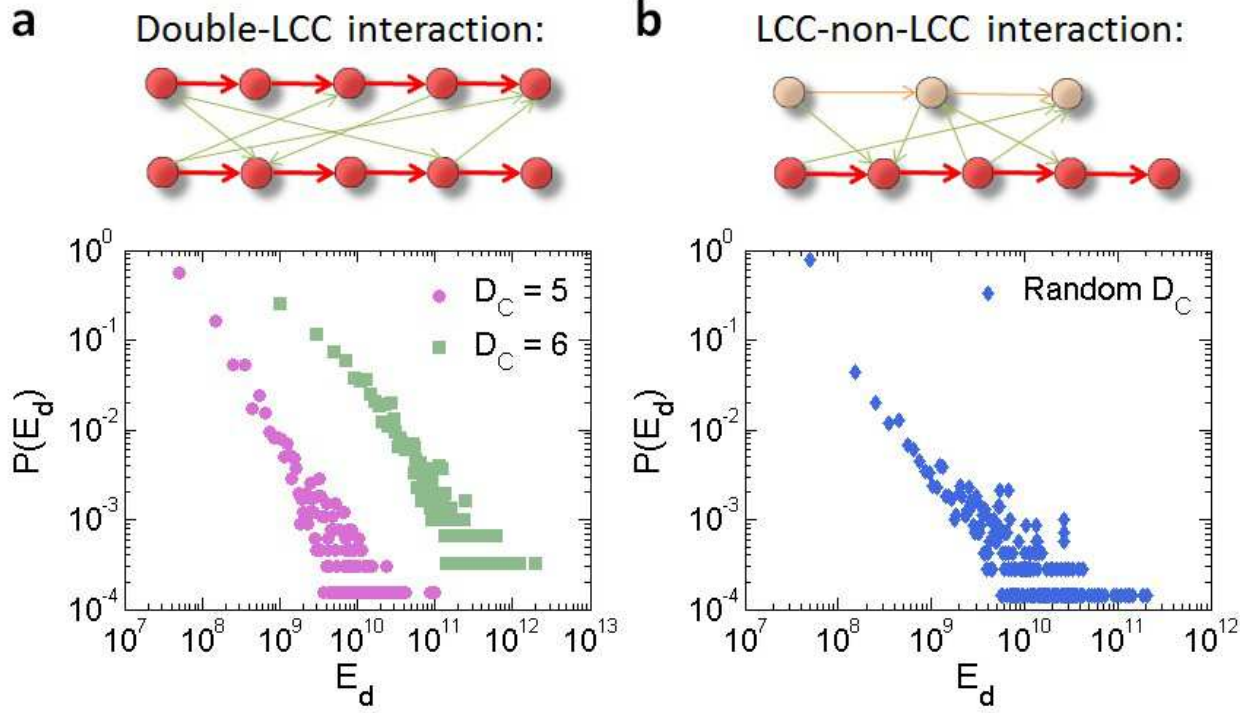 a
Double-LCC interaction:
b
LCC-non-LCC interaction:
10^0
10^-1
10^-2
10^-3
10^-4
P(E_d)
D_C = 5
D_C = 6
10^7 10^8 10^9 10^10 10^11 10^12 10^13
E_d
10^0
10^-1
10^-2
10^-3
10^-4
P(E_d)
Random D_C
10^7 10^8 10^9 10^10 10^11 10^12
E_d